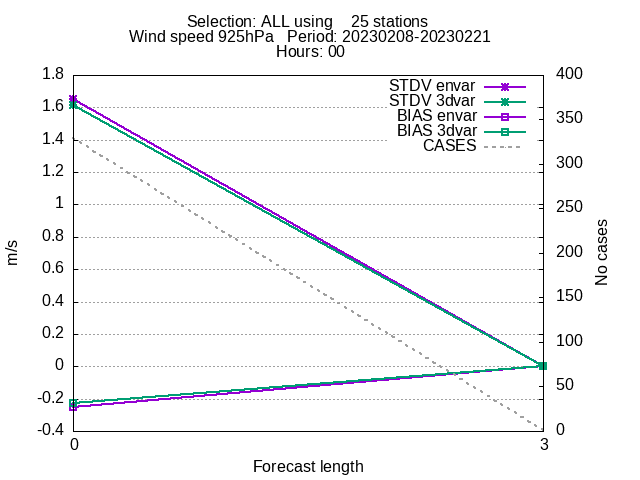 Selection: ALL using    25 stations
Wind speed 925hPa   Period: 20230208-20230221
Hours: 00
STDV envar
STDV 3dvar
BIAS envar
BIAS 3dvar
CASES
1.8
1.6
1.4
1.2
1
0.8
0.6
0.4
0.2
0
-0.2
-0.4
m/s
400
350
300
250
200
150
100
50
0
No cases
0 3
Forecast length